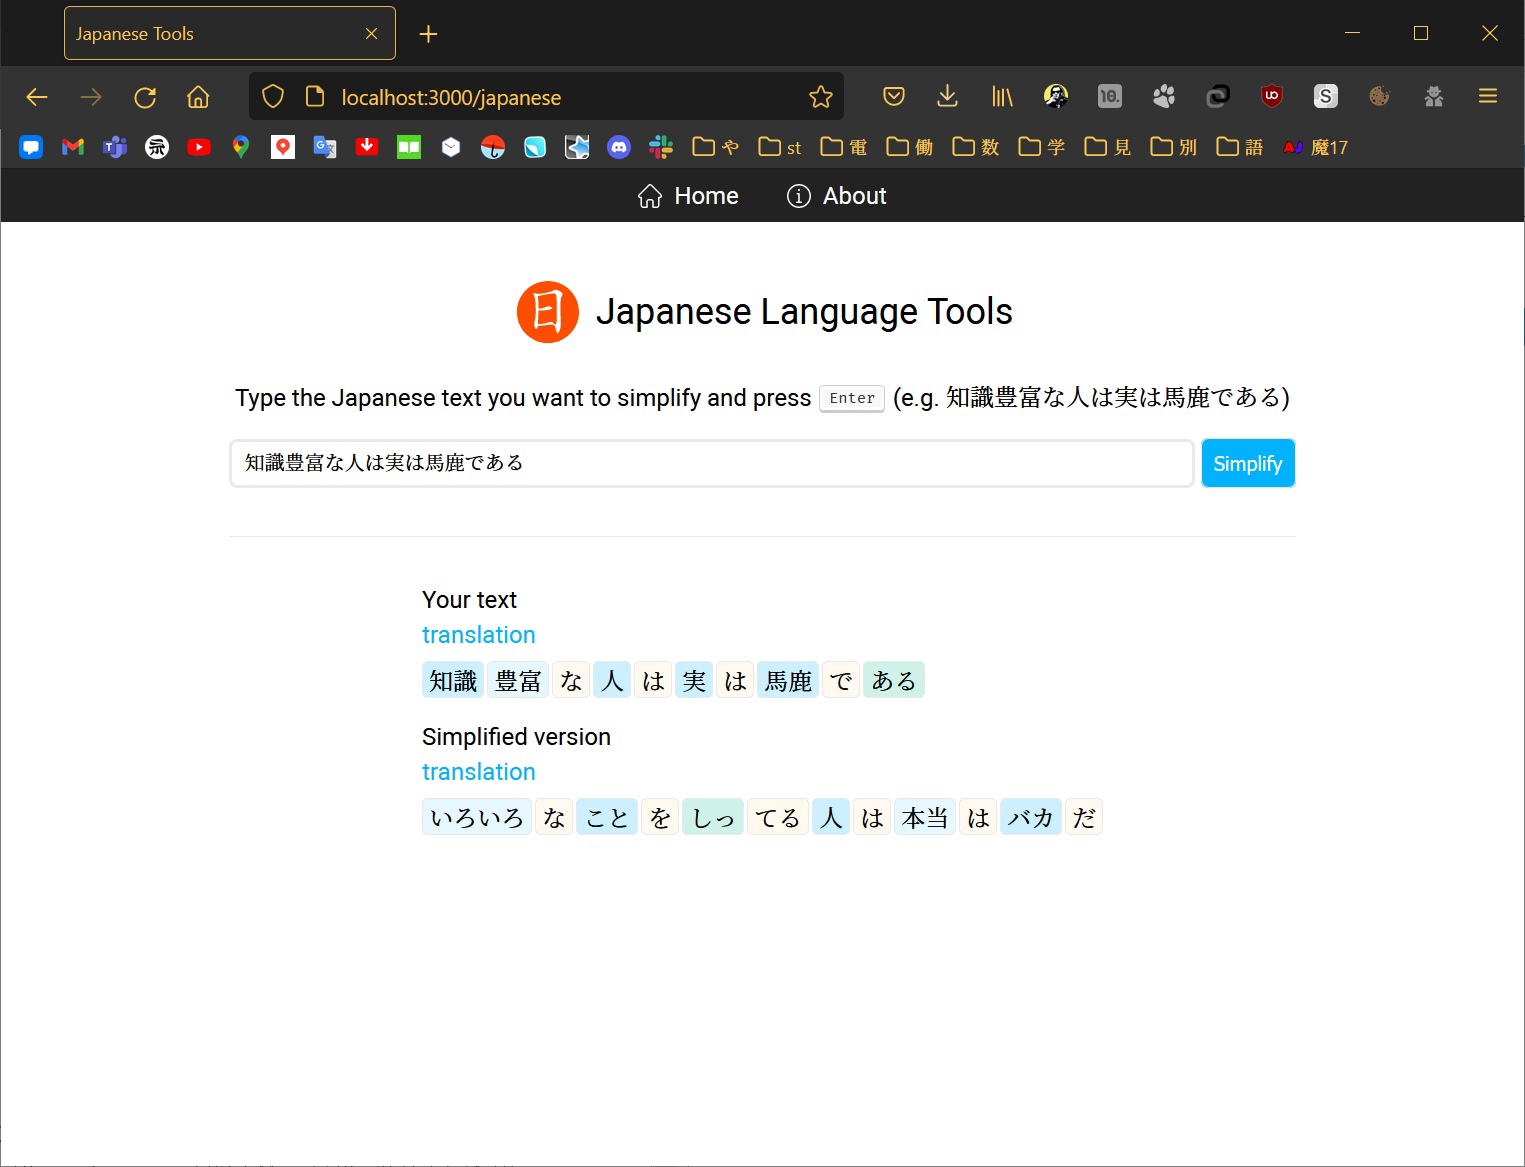 Japanese Tools
localhost:3000/japanese
10. UO S
や st 電 働 数 学 見 別 語 AJ 魔17
Home About
日 Japanese Language Tools
Type the Japanese text you want to simplify and press Enter (e.g. 知識豊富な人は実は馬鹿である)
知識豊富な人は実は馬鹿である Simplify
Your text
translation
知識 豊富 な 人 は 実 は 馬鹿 で ある
Simplified version
translation
いろいろ な こと を しっ てる 人 は 本当 は バカ だ